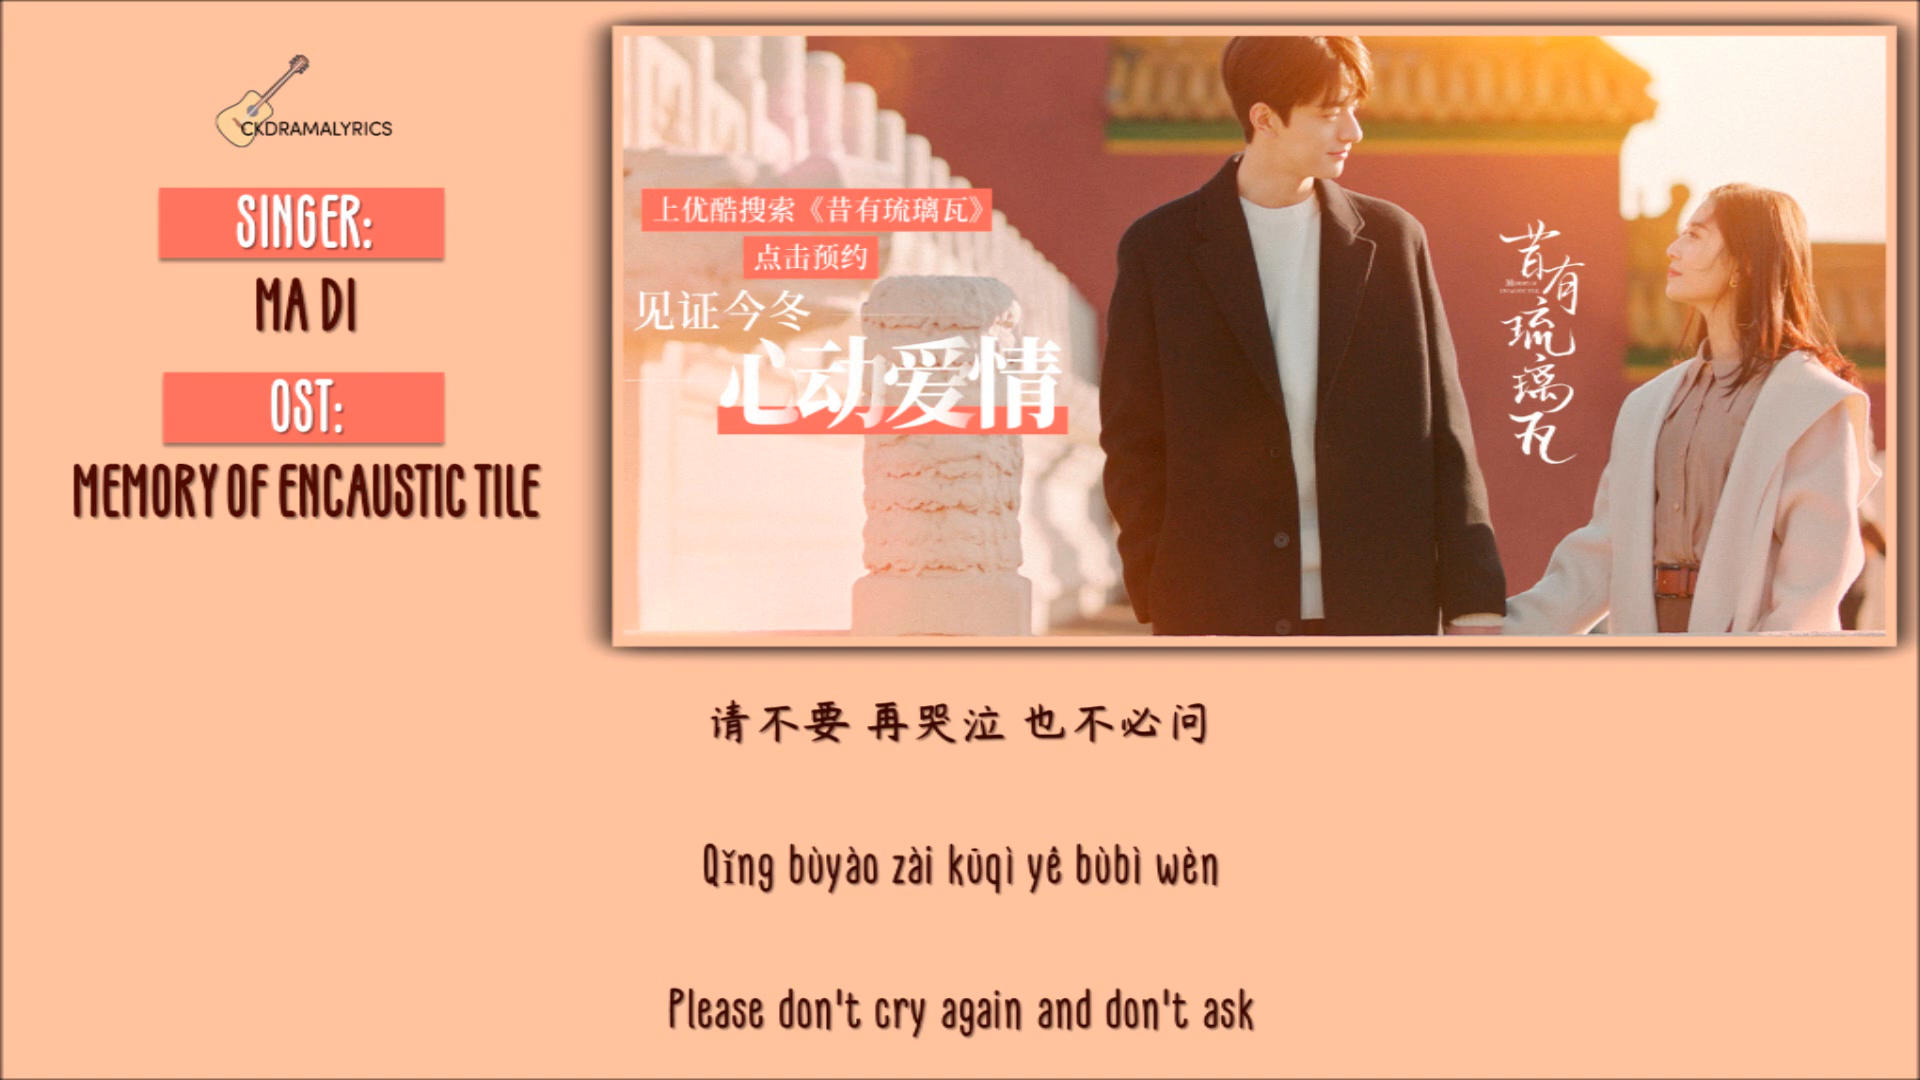 CKDRAMALYRICS
SINGER:
MA DI
OST:
MEMORY OF ENCAUSTIC TILE
上优酷搜索《昔有琉璃瓦》
点击预约
见证今冬
心动爱情
昔有琉璃瓦
请不要 再哭泣 也不必问
Qǐng bùyào zài kūqì yê bùbì wèn
Please don't cry again and don't ask